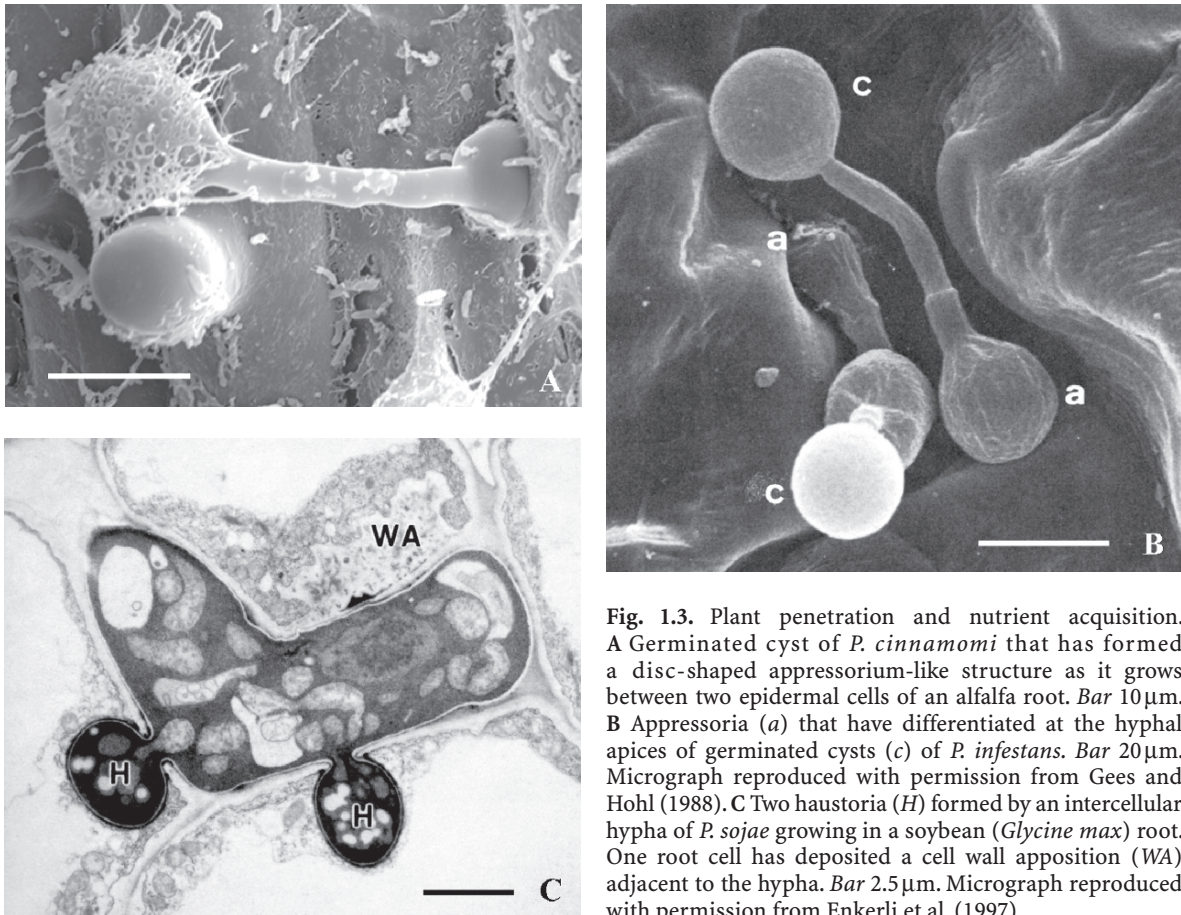 A
c
a
a
c
B
WA
H
H
C
Fig. 1.3. Plant penetration and nutrient acquisition.
A Germinated cyst of P. cinnamomi that has formed
a disc-shaped appressorium-like structure as it grows
between two epidermal cells of an alfalfa root. Bar 10 µm.
B Appressoria (a) that have differentiated at the hyphal
apices of germinated cysts (c) of P. infestans. Bar 20 µm.
Micrograph reproduced with permission from Gees and
Hohl (1988). C Two haustoria (H) formed by an intercellular
hypha of P. sojae growing in a soybean (Glycine max) root.
One root cell has deposited a cell wall apposition (WA)
adjacent to the hypha. Bar 2.5 µm. Micrograph reproduced
with permission from Enkerli et al. (1997)